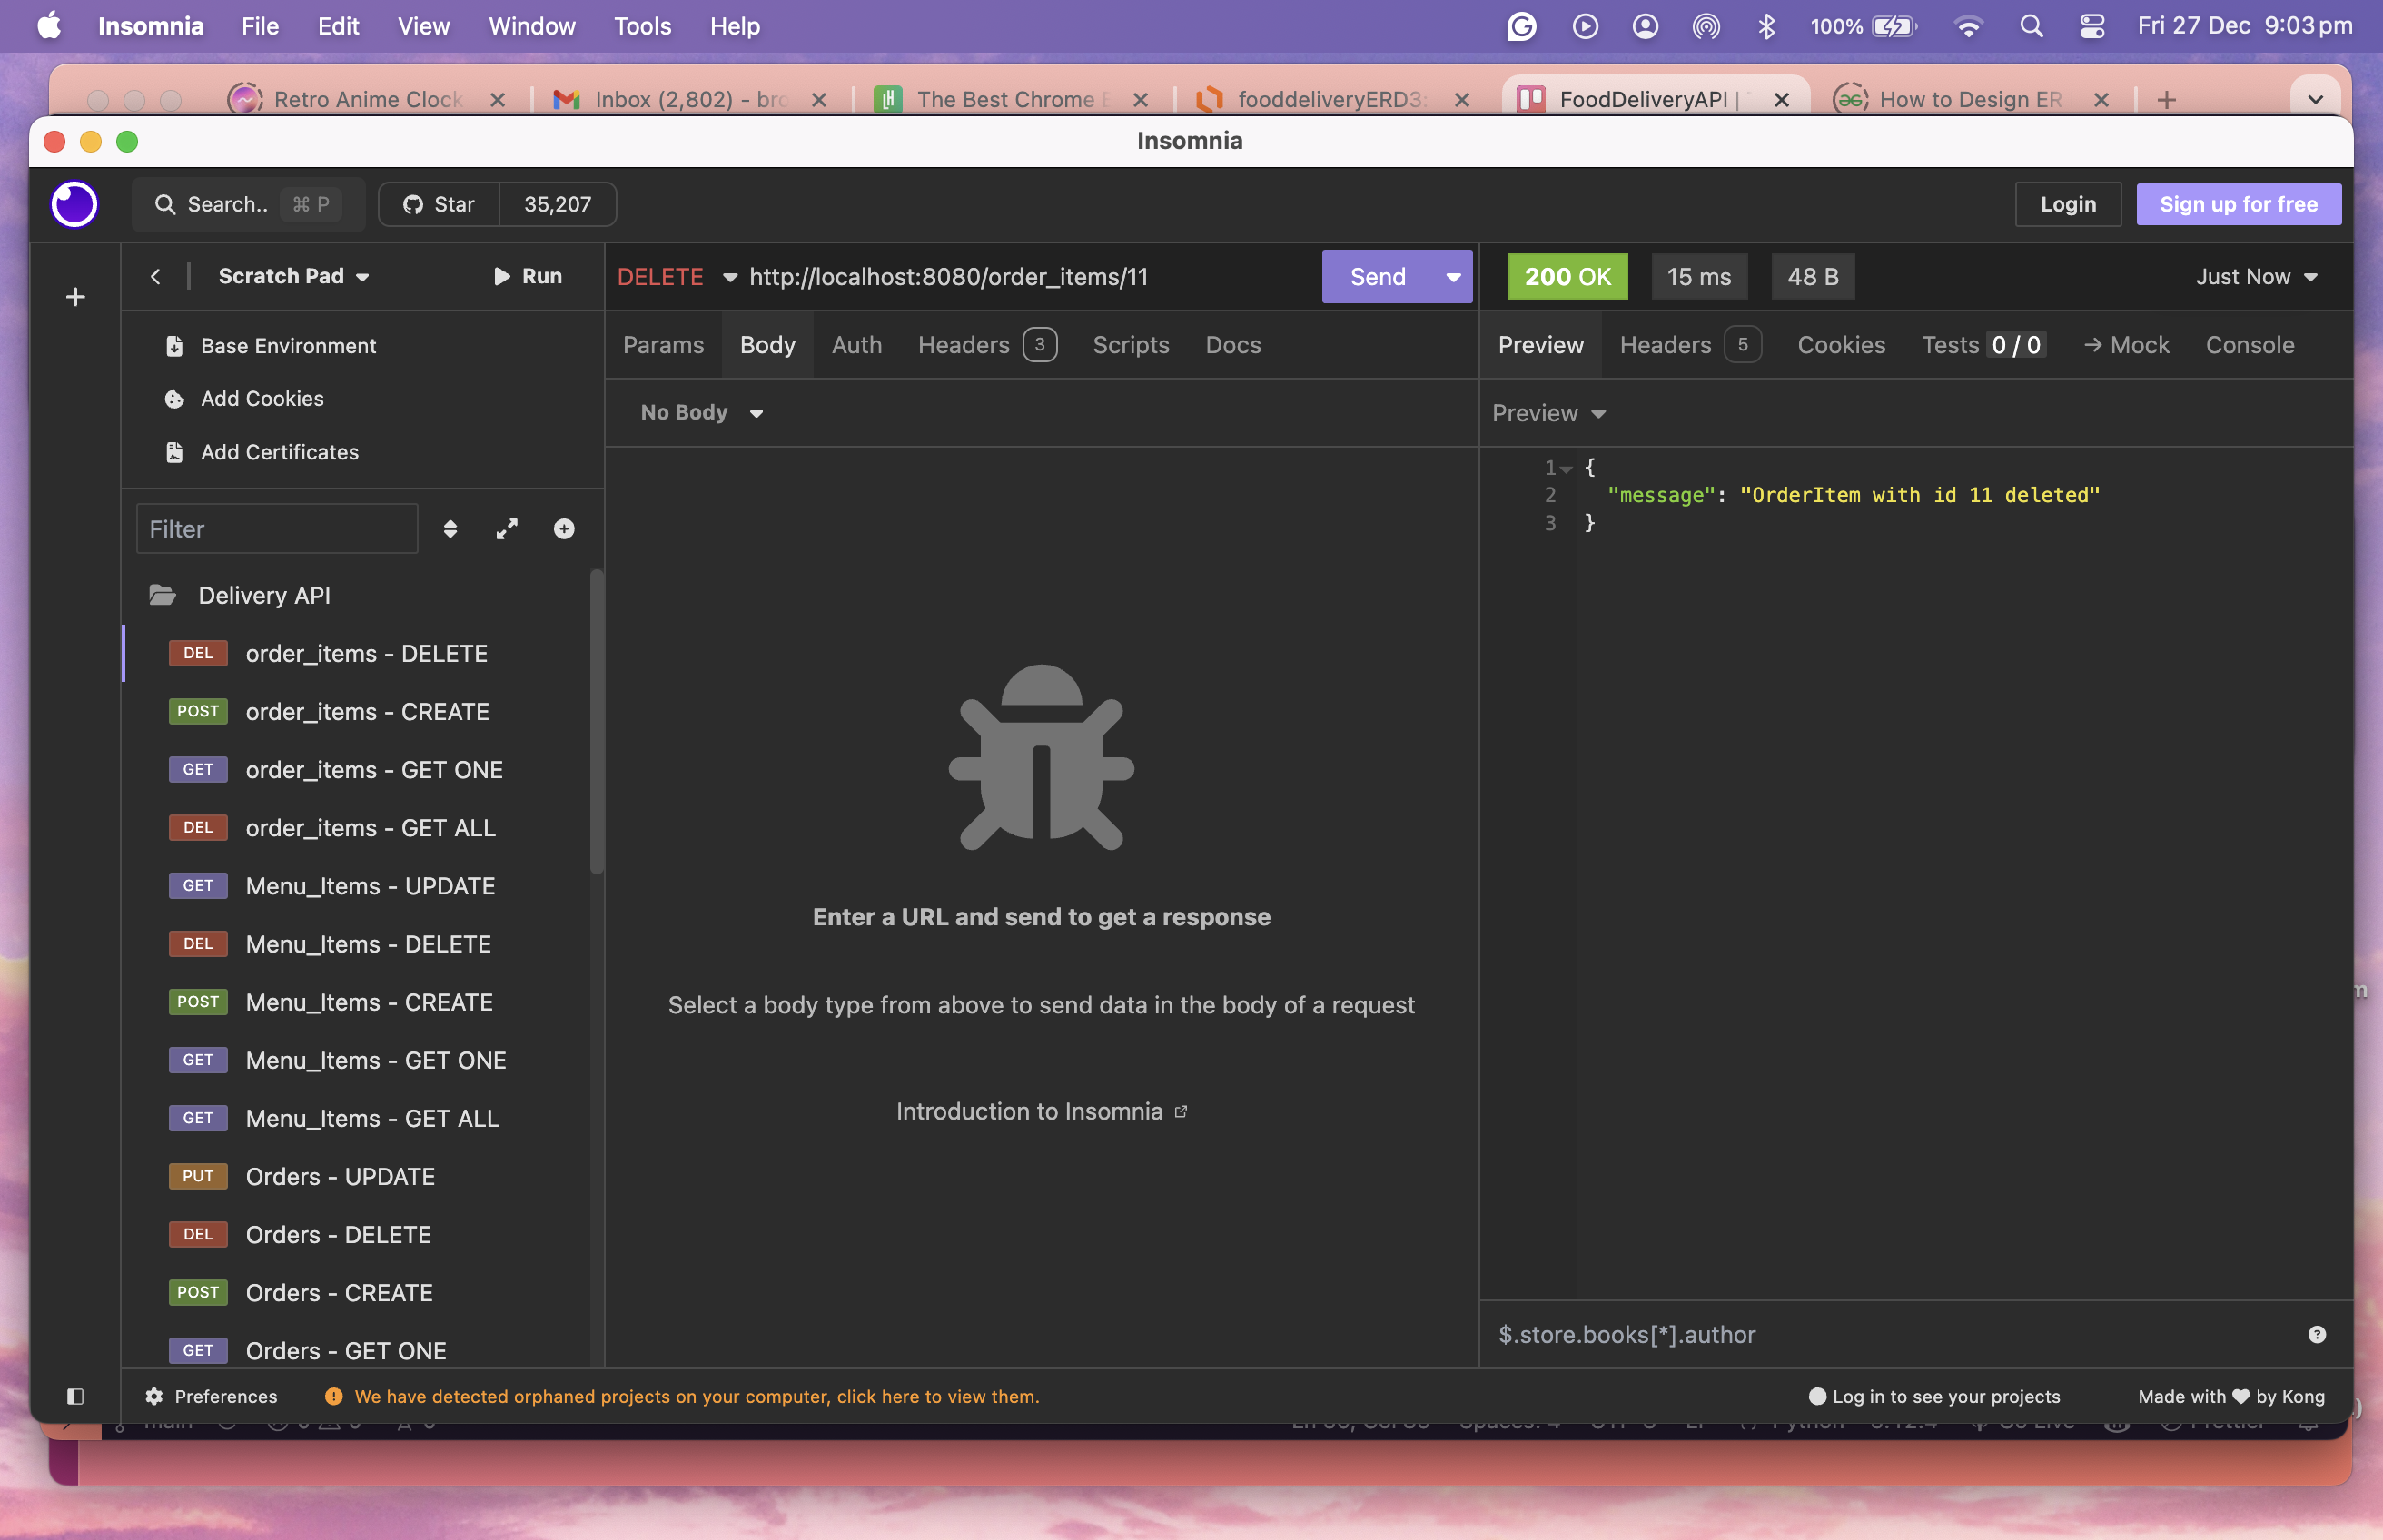 Insomnia File Edit View Window Tools Help 100% Fri 27 Dec 9:03 pm
Retro Anime Clock Inbox (2,802) - bro The Best Chrome E fooddeliveryERD3: FoodDeliveryAPI | How to Design ER
Insomnia
Search.. ⌘ P Star 35,207 Login Sign up for free
Scratch Pad Run
Base Environment
Add Cookies
Add Certificates
Filter
Delivery API
DEL order_items - DELETE
POST order_items - CREATE
GET order_items - GET ONE
DEL order_items - GET ALL
GET Menu_Items - UPDATE
DEL Menu_Items - DELETE
POST Menu_Items - CREATE
GET Menu_Items - GET ONE
GET Menu_Items - GET ALL
PUT Orders - UPDATE
DEL Orders - DELETE
POST Orders - CREATE
GET Orders - GET ONE
DELETE http://localhost:8080/order_items/11 Send
Params Body Auth Headers 3 Scripts Docs
No Body
Enter a URL and send to get a response
Select a body type from above to send data in the body of a request
Introduction to Insomnia
200 OK 15 ms 48 B Just Now
Preview Headers 5 Cookies Tests 0 / 0 → Mock Console
Preview
1 {
2 "message": "OrderItem with id 11 deleted"
3 }
$.store.books[*].author
Preferences We have detected orphaned projects on your computer, click here to view them. Log in to see your projects Made with ♥ by Kong